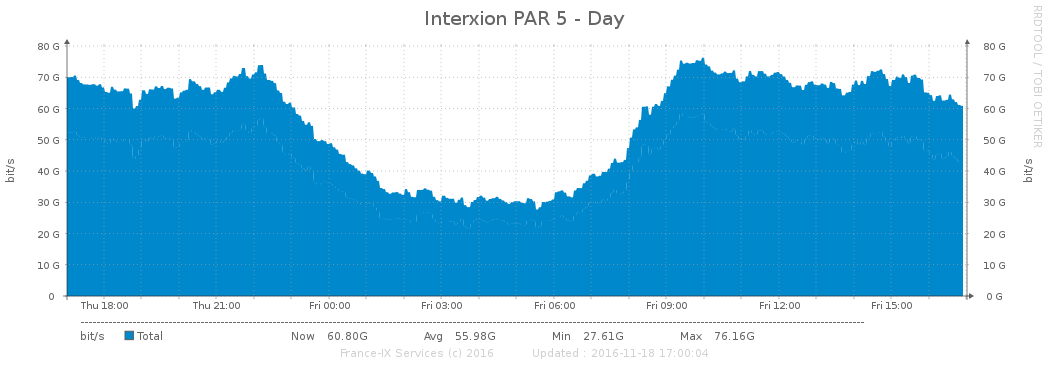 Interxion PAR 5 - Day
RRDTOOL / TOBI OETIKER
80 G 80 G
70 G 70 G
60 G 60 G
50 G 50 G
40 G 40 G
30 G 30 G
20 G 20 G
10 G 10 G
0 0 G
bit/s bit/s
Thu 18:00 Thu 21:00 Fri 00:00 Fri 03:00 Fri 06:00 Fri 09:00 Fri 12:00 Fri 15:00
bit/s Total Now 60.80G Avg 55.98G Min 27.61G Max 76.16G
France-IX Services (c) 2016 Updated : 2016-11-18 17:00:04